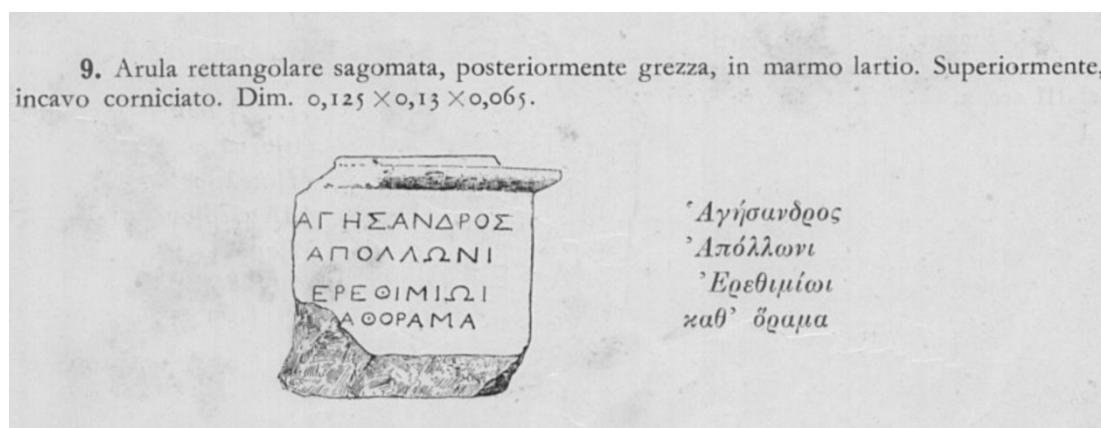 9. Arula rettangolare sagomata, posteriormente grezza, in marmo lartio. Superiormente,
incavo corniciato. Dim. 0,125 ×0,13 ×0,065.
ΑΓΗΣΑΝΔΡΟΣ
ΑΠΟΛΛΩΝΙ
ΕΡΕΘΙΜΙΩΙ
ΑΘΟΡΑΜΑ
Ἁγήσανδρος
Ἀπόλλωνι
Ἐρεθιμίωι
καθ’ ὅραμα